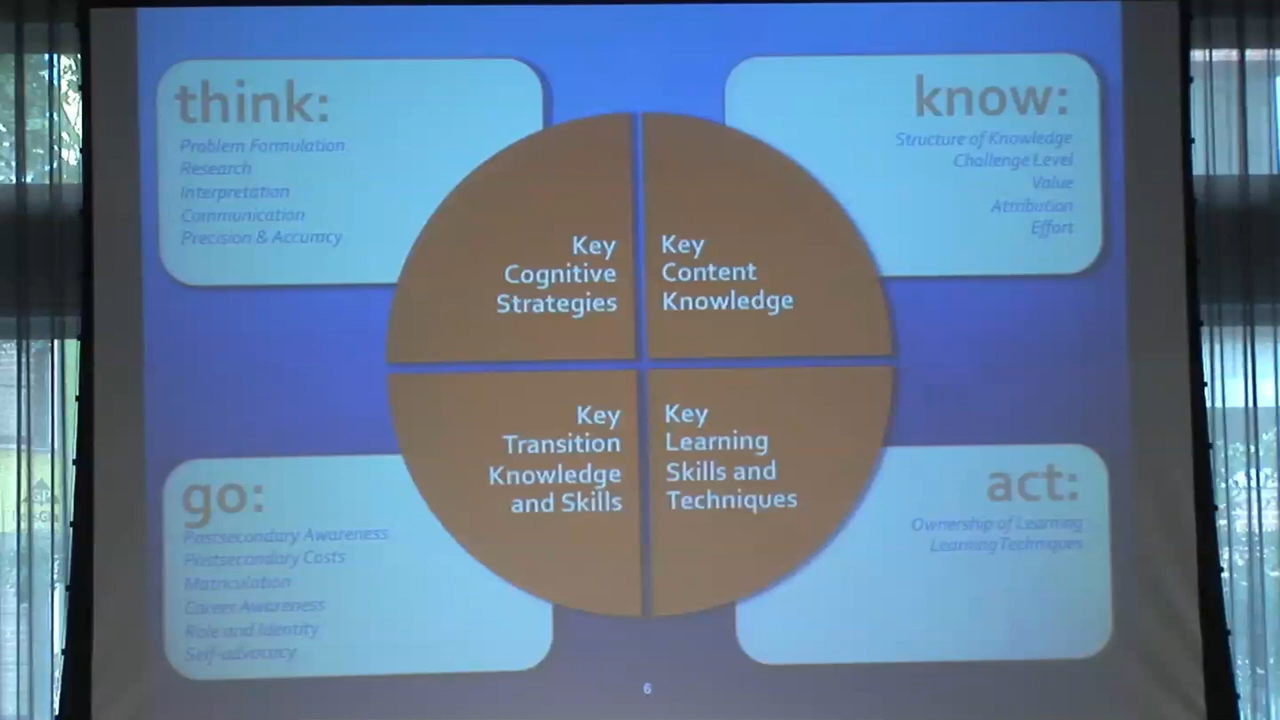 think:
Problem Formulation
Research
Interpretation
Communication
Precision & Accuracy
know:
Structure of Knowledge
Challenge Level
Value
Attribution
Effort
Key
Cognitive
Strategies
Key
Content
Knowledge
Key
Transition
Knowledge
and Skills
Key
Learning
Skills and
Techniques
go:
Postsecondary Awareness
Postsecondary Costs
Matriculation
Career Awareness
Role and Identity
Self-advocacy
act:
Ownership of Learning
Learning Techniques
6